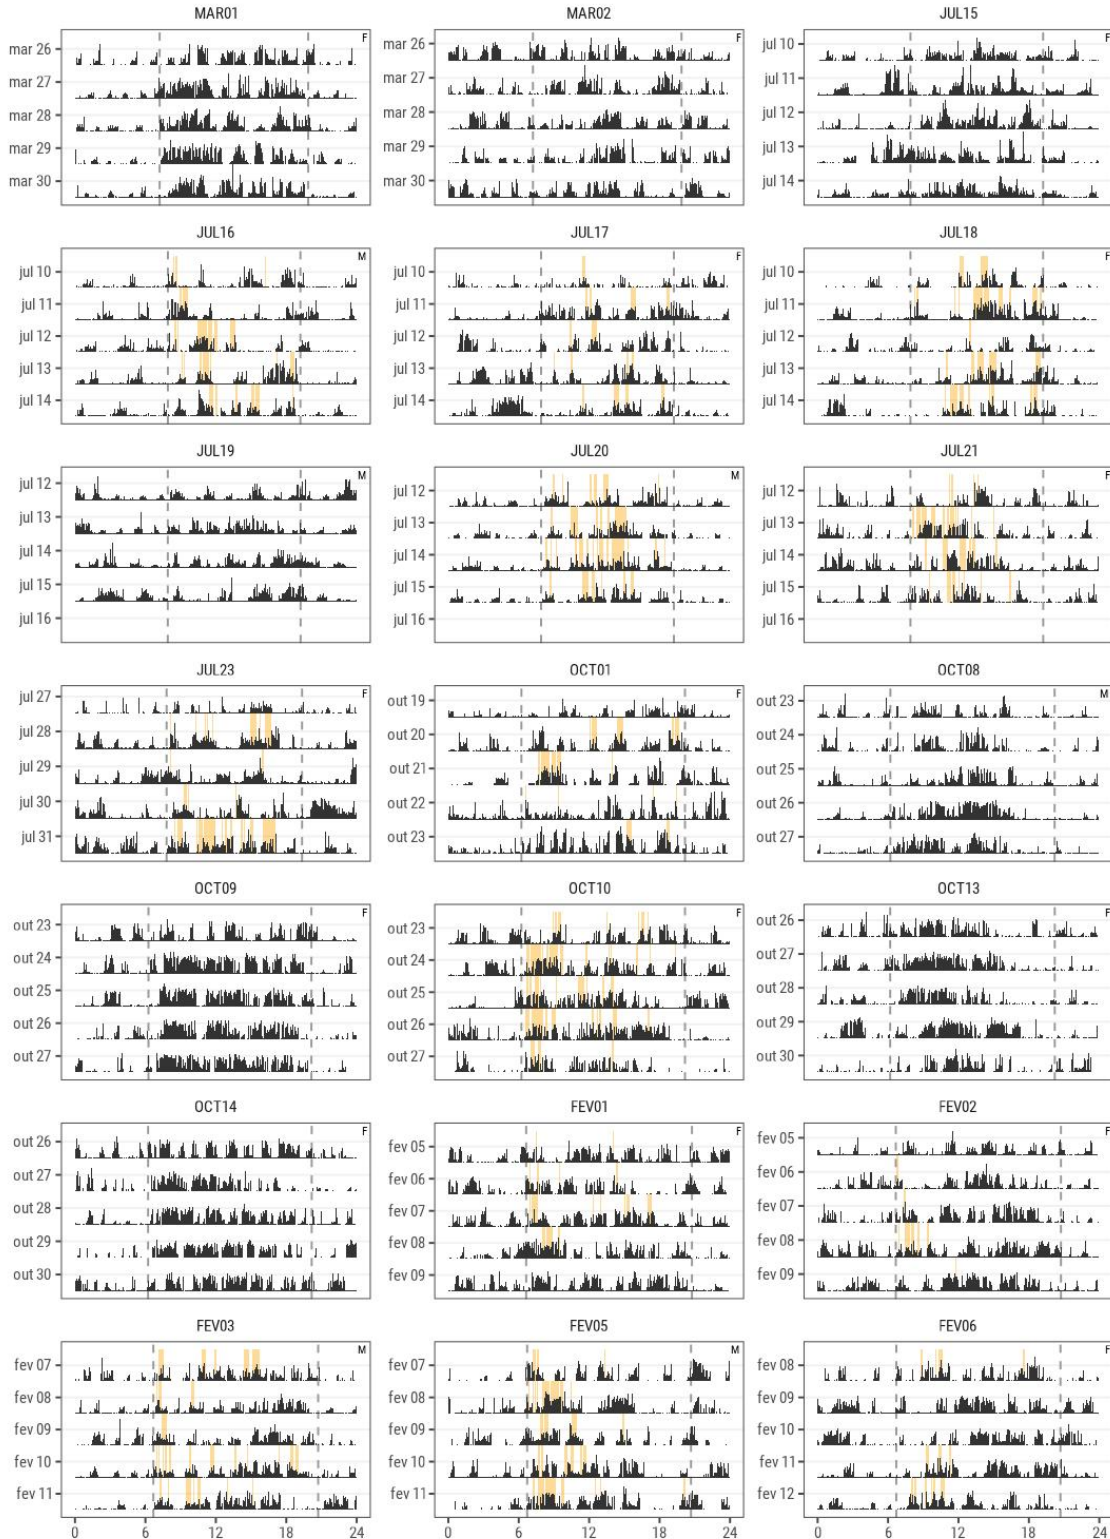 MAR01 MAR02 JUL15
F F F
mar 26 mar 26 jul 10
mar 27 mar 27 jul 11
mar 28 mar 28 jul 12
mar 29 mar 29 jul 13
mar 30 mar 30 jul 14
JUL16 JUL17 JUL18
M F F
jul 10 jul 10 jul 10
jul 11 jul 11 jul 11
jul 12 jul 12 jul 12
jul 13 jul 13 jul 13
jul 14 jul 14 jul 14
JUL19 JUL20 JUL21
M M F
jul 12 jul 12 jul 12
jul 13 jul 13 jul 13
jul 14 jul 14 jul 14
jul 15 jul 15 jul 15
jul 16 jul 16 jul 16
JUL23 OCT01 OCT08
F F M
jul 27 out 19 out 23
jul 28 out 20 out 24
jul 29 out 21 out 25
jul 30 out 22 out 26
jul 31 out 23 out 27
OCT09 OCT10 OCT13
F F F
out 23 out 23 out 26
out 24 out 24 out 27
out 25 out 25 out 28
out 26 out 26 out 29
out 27 out 27 out 30
OCT14 FEV01 FEV02
F F F
out 26 fev 05 fev 05
out 27 fev 06 fev 06
out 28 fev 07 fev 07
out 29 fev 08 fev 08
out 30 fev 09 fev 09
FEV03 FEV05 FEV06
M M F
fev 07 fev 07 fev 08
fev 08 fev 08 fev 09
fev 09 fev 09 fev 10
fev 10 fev 10 fev 11
fev 11 fev 11 fev 12
0 6 12 18 24 0 6 12 18 24 0 6 12 18 24